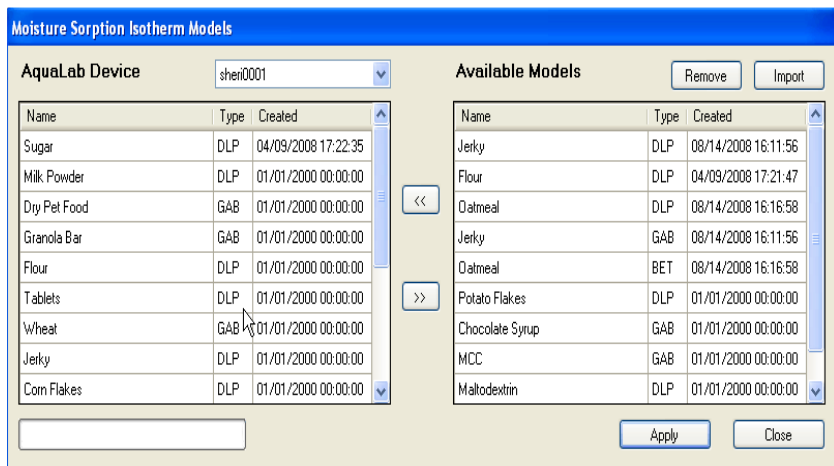 Moisture Sorption Isotherm Models
AquaLab Device
sheri0001
Name Type Created
Sugar DLP 04/09/2008 17:22:35
Milk Powder DLP 01/01/2000 00:00:00
Dry Pet Food GAB 01/01/2000 00:00:00
Granola Bar GAB 01/01/2000 00:00:00
Flour DLP 01/01/2000 00:00:00
Tablets DLP 01/01/2000 00:00:00
Wheat GAB 01/01/2000 00:00:00
Jerky DLP 01/01/2000 00:00:00
Corn Flakes DLP 01/01/2000 00:00:00
<<
>>
Available Models
Remove Import
Name Type Created
Jerky DLP 08/14/2008 16:11:56
Flour DLP 04/09/2008 17:21:47
Oatmeal DLP 08/14/2008 16:16:58
Jerky GAB 08/14/2008 16:11:56
Oatmeal BET 08/14/2008 16:16:58
Potato Flakes DLP 01/01/2000 00:00:00
Chocolate Syrup GAB 01/01/2000 00:00:00
MCC GAB 01/01/2000 00:00:00
Maltodextrin DLP 01/01/2000 00:00:00
Apply Close